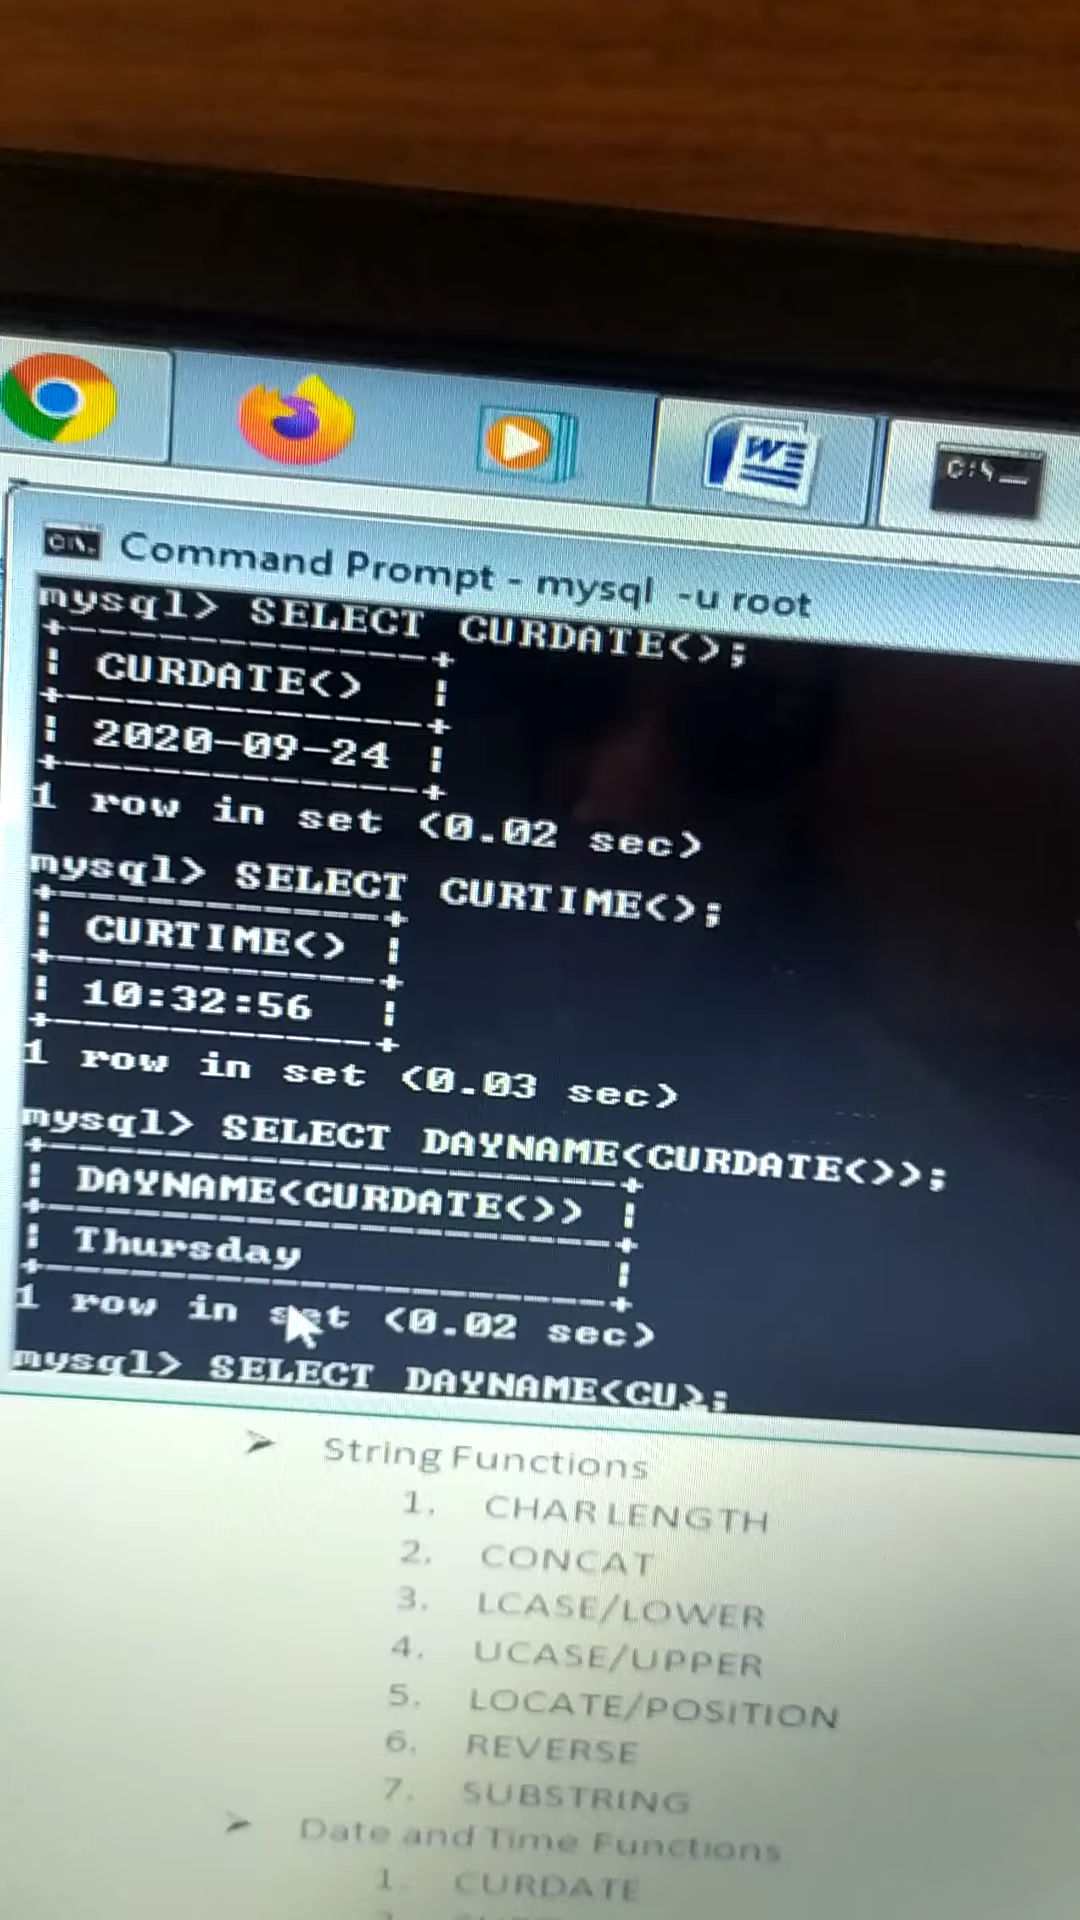 Command Prompt - mysql -u root
mysql> SELECT CURDATE();
CURDATE()
2020-09-24
1 row in set (0.02 sec)
mysql> SELECT CURTIME();
CURTIME()
10:32:56
1 row in set (0.03 sec)
mysql> SELECT DAYNAME(CURDATE());
DAYNAME(CURDATE())
Thursday
1 row in set (0.02 sec)
mysql> SELECT DAYNAME(CU);
➢ String Functions
1. CHAR LENGTH
2. CONCAT
3. LCASE/LOWER
4. UCASE/UPPER
5. LOCATE/POSITION
6. REVERSE
7. SUBSTRING
➢ Date and Time Functions
1. CURDATE